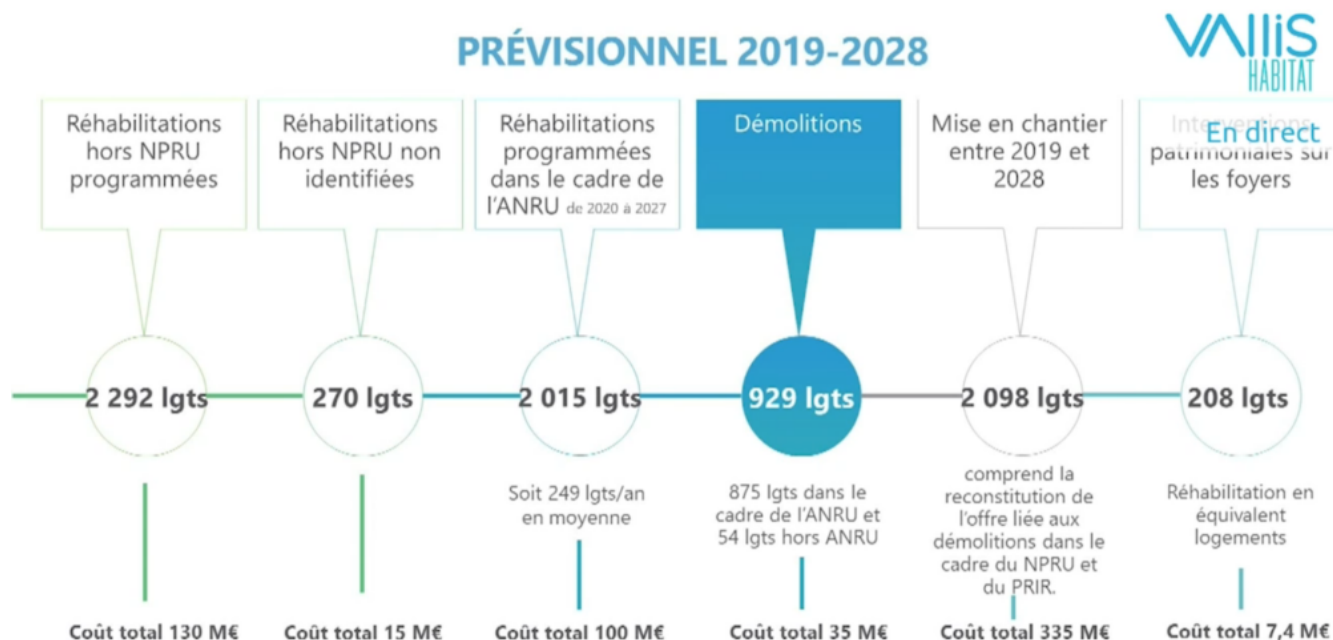 PRÉVISIONNEL 2019-2028
VAlliS
HABITAT
En direct
Réhabilitations
hors NPRU
programmées
2 292 lgts
Coût total 130 M€
Réhabilitations
hors NPRU non
identifiées
270 lgts
Coût total 15 M€
Réhabilitations
programmées
dans le cadre de
l'ANRU de 2020 à 2027
2 015 lgts
Soit 249 lgts/an
en moyenne
Coût total 100 M€
Démolitions
929 lgts
875 lgts dans le
cadre de l'ANRU et
54 lgts hors ANRU
Coût total 35 M€
Mise en chantier
entre 2019 et
2028
2 098 lgts
comprend la
reconstitution de
l'offre liée aux
démolitions dans le
cadre du NPRU et
du PRIR.
Coût total 335 M€
Interventions
patrimoniales sur
les foyers
208 lgts
Réhabilitation en
équivalent
logements
Coût total 7,4 M€